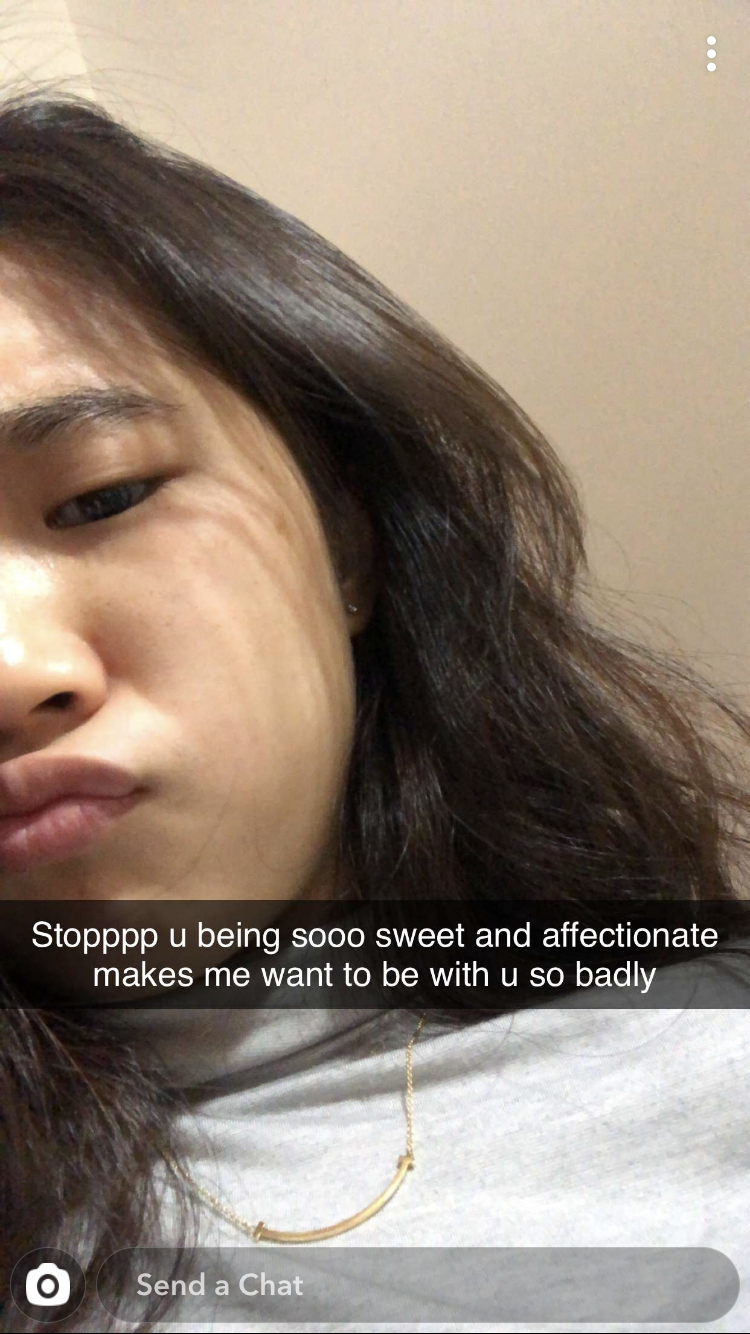 Stopppp u being sooo sweet and affectionate
makes me want to be with u so badly
Send a Chat